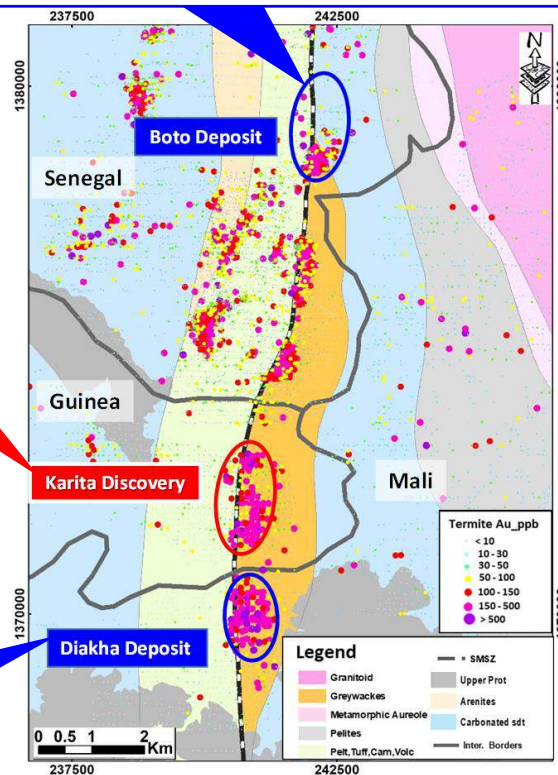 237500
242500
N
1380000
Boto Deposit
Senegal
Guinea
Karita Discovery
Mali
Termite Au_ppb
< 10
10 - 30
30 - 50
50 - 100
100 - 150
150 - 500
> 500
1370000
Diakha Deposit
Legend
Granitoid
Greywackes
Metamorphic Aureole
Pelites
Pelt,Tuff,Carn,Volc
SMSZ
Upper Prot
Arenites
Carbonated sdt
Inter. Borders
0 0.5 1 2
Km
237500
242500